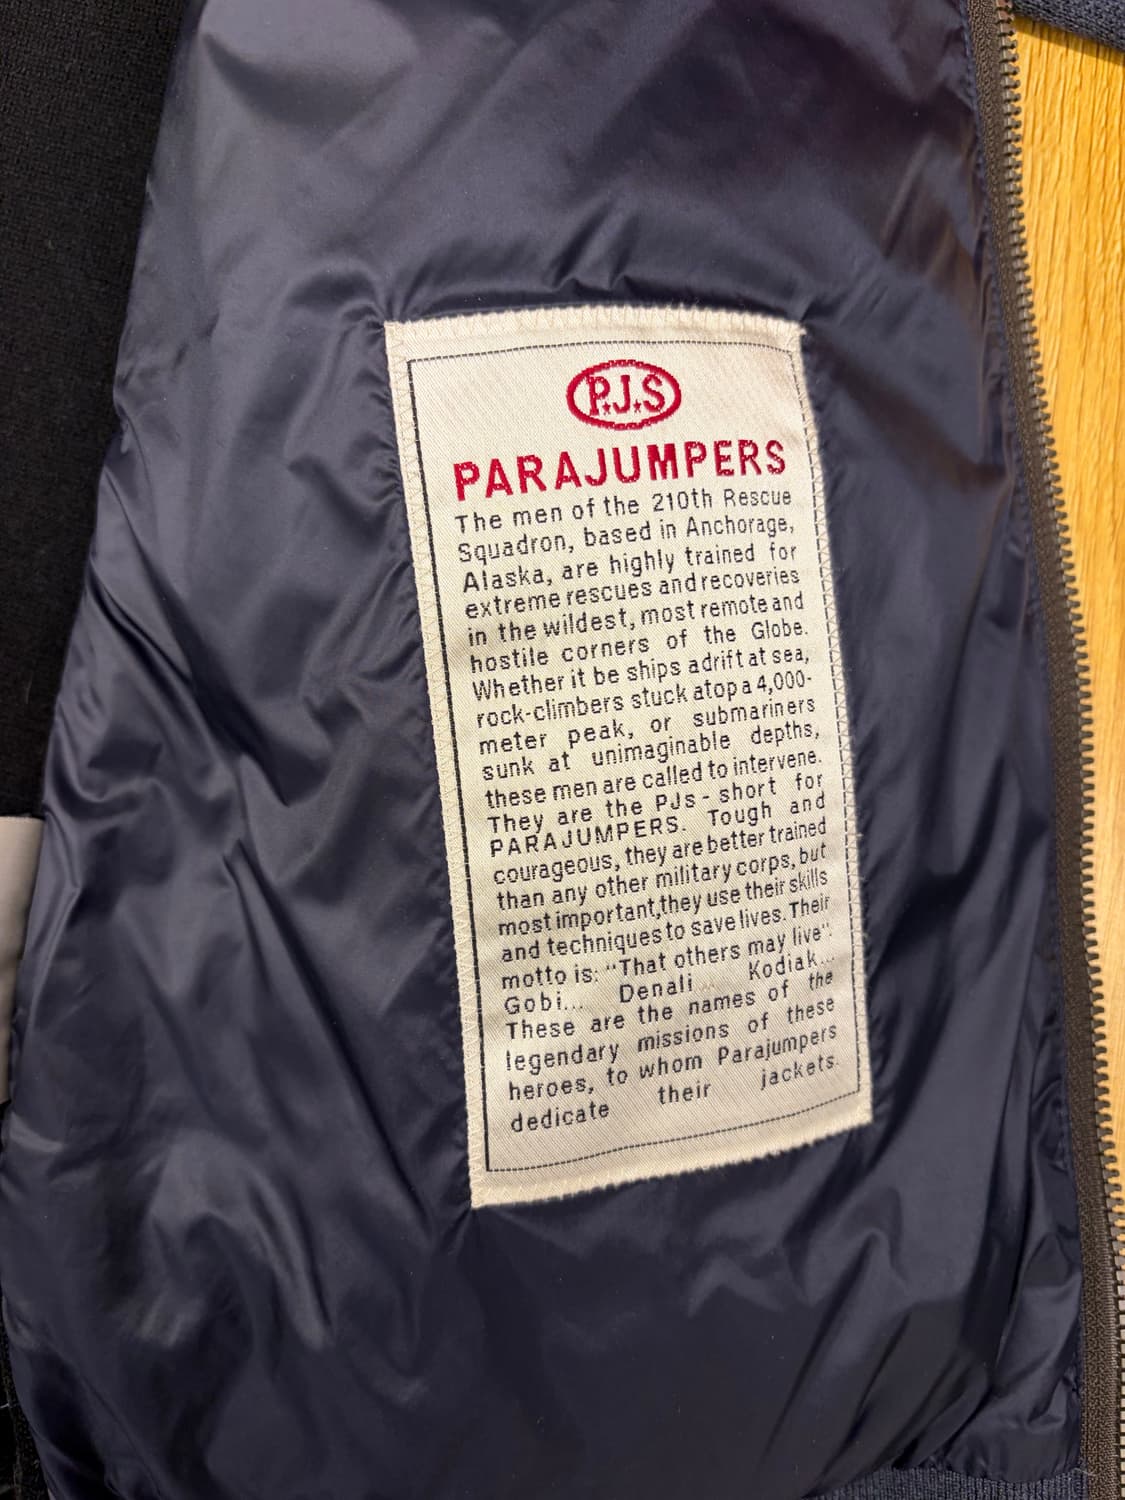 P.J.S
PARAJUMPERS
The men of the 210th Rescue
Squadron, based in Anchorage,
Alaska, are highly trained for
extreme rescues and recoveries
in the wildest, most remote and
hostile corners of the Globe.
Whether it be ships adrift at sea,
rock-climbers stuck atop a 4,000-
meter peak, or submariners
sunk at unimaginable depths,
these men are called to intervene.
They are the PJs - short for
PARAJUMPERS. Tough and
courageous, they are better trained
than any other military corps, but
most important,they use their skills
and techniques to save lives. Their
motto is: "That others may live".
Gobi... Denali... Kodiak...
These are the names of the
legendary missions of these
heroes, to whom Parajumpers
dedicate their jackets.